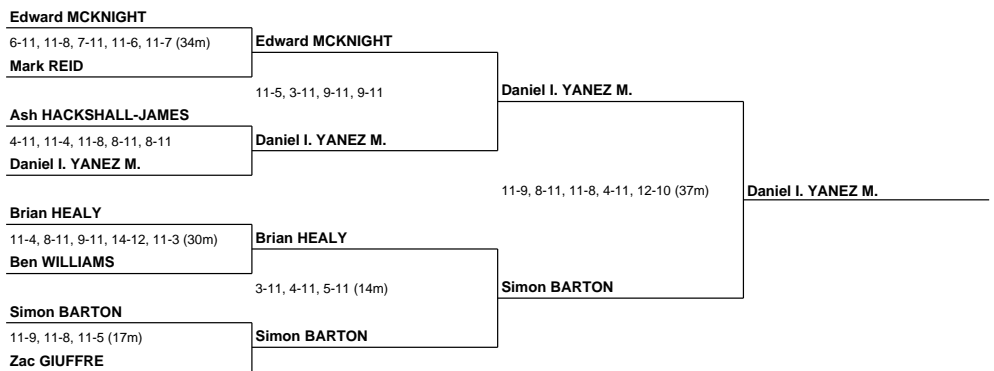 Edward MCKNIGHT
6-11, 11-8, 7-11, 11-6, 11-7 (34m)
Mark REID
Ash HACKSHALL-JAMES
4-11, 11-4, 11-8, 8-11, 8-11
Daniel I. YANEZ M.
Brian HEALY
11-4, 8-11, 9-11, 14-12, 11-3 (30m)
Ben WILLIAMS
Simon BARTON
11-9, 11-8, 11-5 (17m)
Zac GIUFFRE
Edward MCKNIGHT
11-5, 3-11, 9-11, 9-11
Daniel I. YANEZ M.
Brian HEALY
3-11, 4-11, 5-11 (14m)
Simon BARTON
Daniel I. YANEZ M.
11-9, 8-11, 11-8, 4-11, 12-10 (37m)
Simon BARTON
Daniel I. YANEZ M.